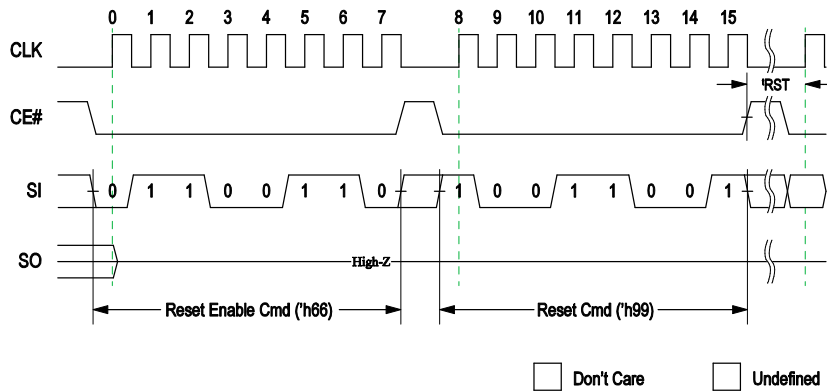 0 1 2 3 4 5 6 7 8 9 10 11 12 13 14 15
CLK
tRST
CE#
SI 0 1 1 0 0 1 1 0 1 0 0 1 1 0 0 1
SO High-Z
Reset Enable Cmd ('h66) Reset Cmd ('h99)
Don't Care Undefined